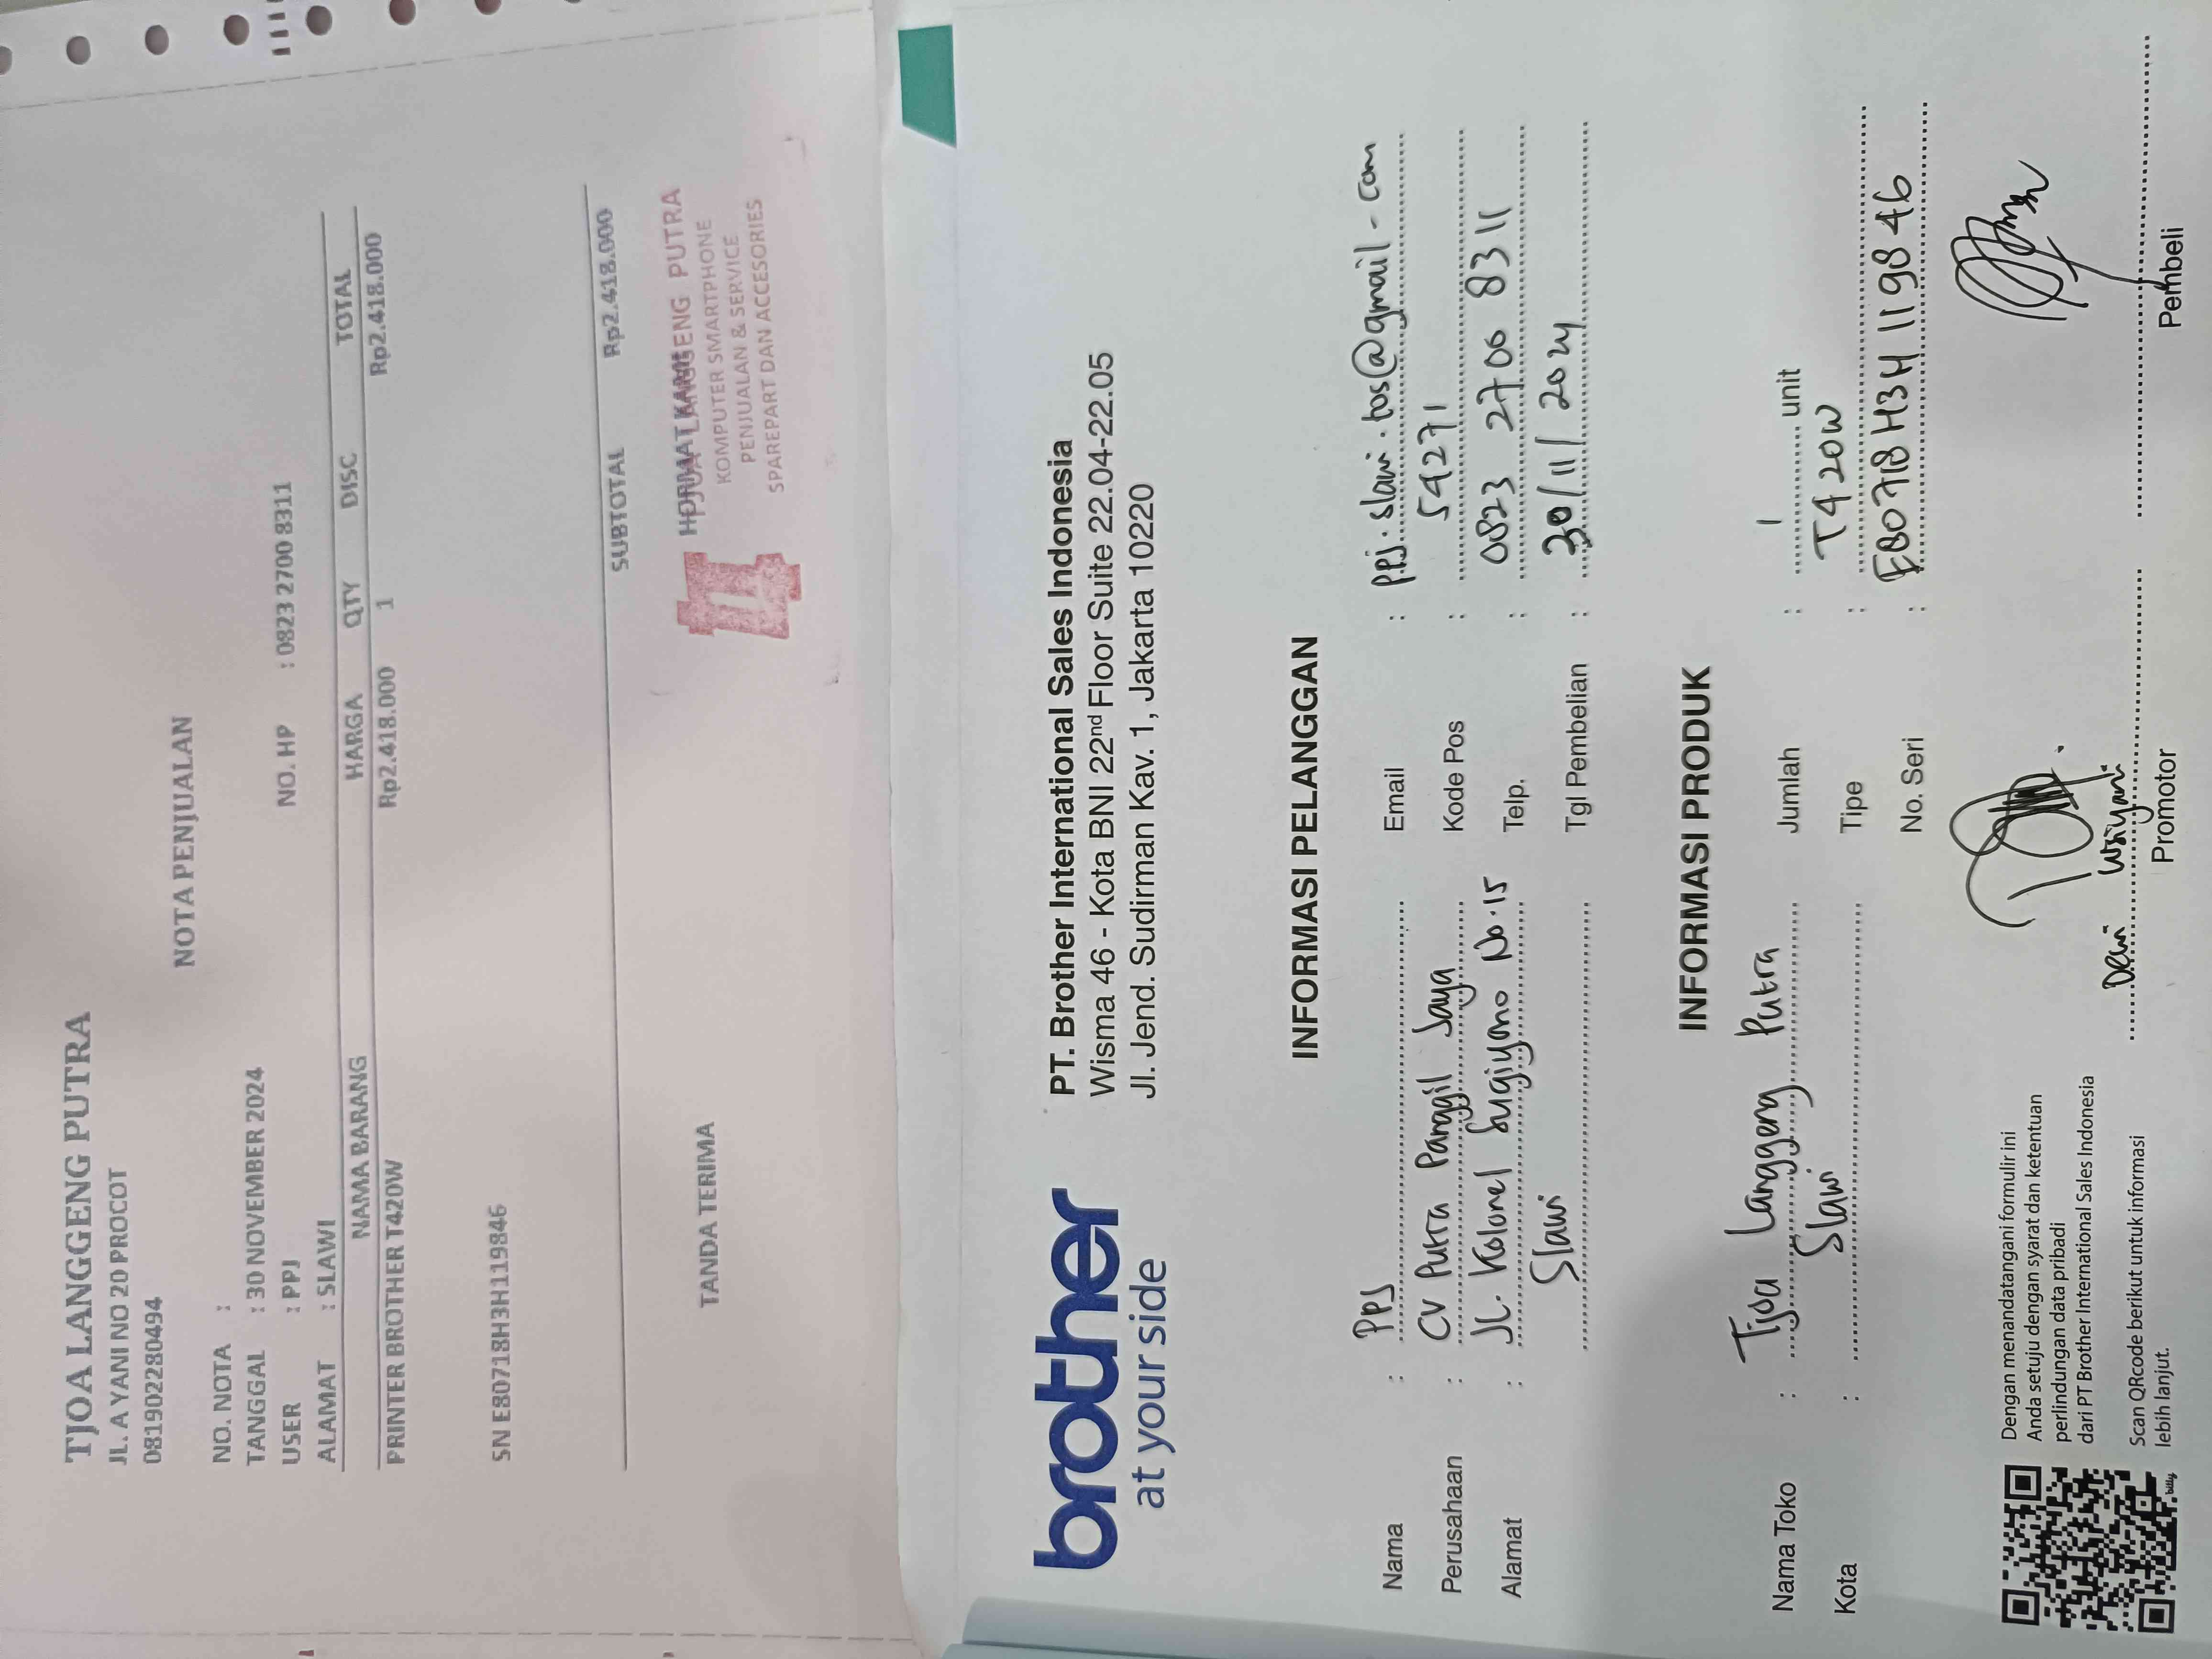 TJOA LANGGENG PUTRA
JL. A YANI NO 20 PROCOT
081902280494
NOTA PENJUALAN
NO. NOTA :
TANGGAL : 30 NOVEMBER 2024
USER : PPJ NO. HP : 0823 2700 8311
ALAMAT : SLAWI
NAMA BARANG HARGA QTY DISC TOTAL
PRINTER BROTHER T420W Rp2.418.000 1 Rp2.418.000
SN E80718H3H119846
SUBTOTAL Rp2.418.000
TANDA TERIMA HORMAT KAMI
TJOA LANGGENG PUTRA
KOMPUTER SMARTPHONE
PENJUALAN & SERVICE
SPAREPART DAN ACCESORIES
brother
at your side
PT. Brother International Sales Indonesia
Wisma 46 - Kota BNI 22nd Floor Suite 22.04-22.05
Jl. Jend. Sudirman Kav. 1, Jakarta 10220
INFORMASI PELANGGAN
Nama : PPJ Email : ppj.slawi.tos@gmail-com
Perusahaan : CV Putra Panggil Jaya Kode Pos : 54271
Alamat : JL. Kolonel Sugiyono No.15 Telp. : 0823 2706 8311
Slawi Tgl Pembelian : 30/11/2024
INFORMASI PRODUK
Nama Toko : Tjoa Langgeng Putra Jumlah : 1 unit
Kota : Slawi Tipe : T420W
No. Seri : E80718H3H119846
Dengan menandatangani formulir ini
Anda setuju dengan syarat dan ketentuan
perlindungan data pribadi
dari PT Brother International Sales Indonesia
Scan QRcode berikut untuk informasi
lebih lanjut.
bitly
Dewi Wsiyani
Promotor Pembeli